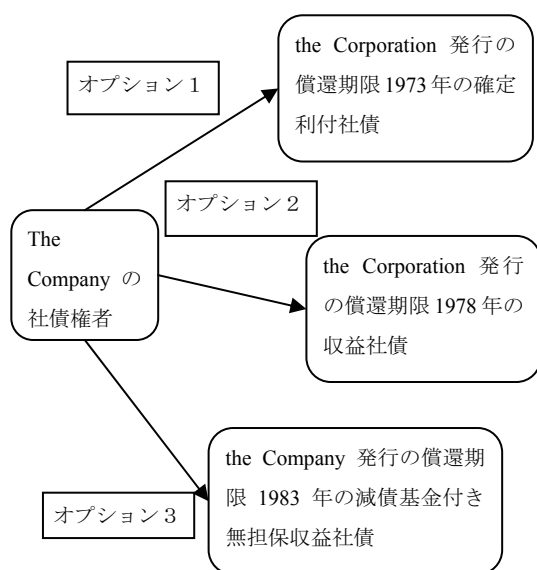 オプション１
the Corporation 発行の
償還期限 1973 年の確定
利付社債
オプション２
The
Company の
社債権者
the Corporation 発行
の償還期限 1978 年の
収益社債
オプション３
the Company 発行の償還期
限 1983 年の減債基金付き
無担保収益社債